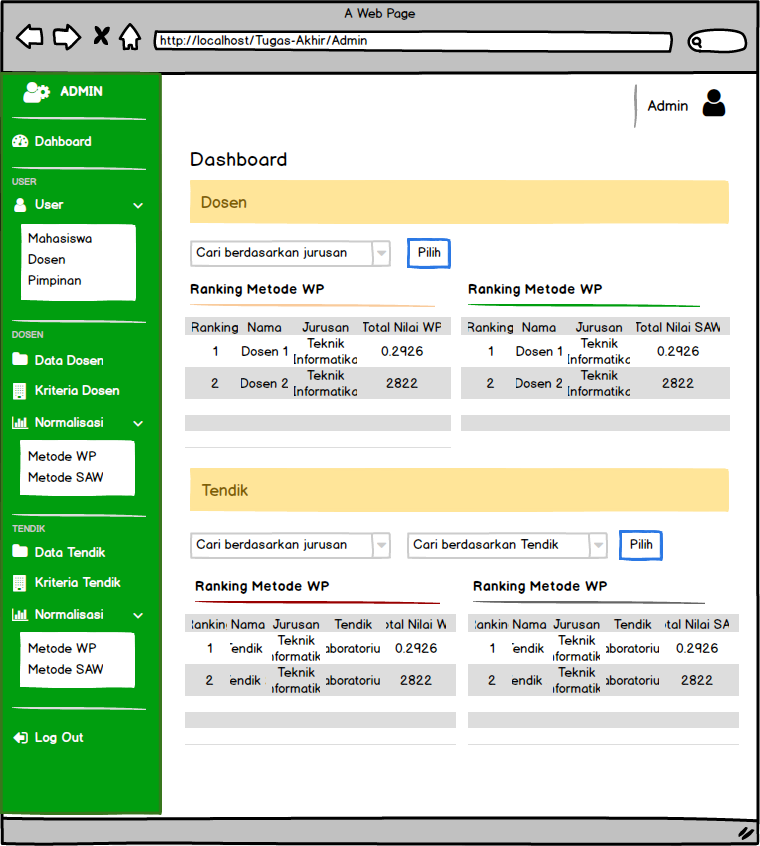 A Web Page
http://localhost/Tugas-Akhir/Admin
ADMIN
Dahboard
USER
User
Mahasiswa
Dosen
Pimpinan
DOSEN
Data Dosen
Kriteria Dosen
Normalisasi
Metode WP
Metode SAW
TENDIK
Data Tendik
Kriteria Tendik
Normalisasi
Metode WP
Metode SAW
Log Out
Admin
Dashboard
Dosen
Cari berdasarkan jurusan
Pilih
Ranking Metode WP
Ranking Nama Jurusan Total Nilai WP
1 Dosen 1 Teknik Informatika 0.2926
2 Dosen 2 Teknik Informatika 2822
Ranking Metode WP
Ranking Nama Jurusan Total Nilai SAW
1 Dosen 1 Teknik Informatika 0.2926
2 Dosen 2 Teknik Informatika 2822
Tendik
Cari berdasarkan jurusan
Cari berdasarkan Tendik
Pilih
Ranking Metode WP
ankin Nama Jurusan Tendik otal Nilai W
1 endik Teknik nformatik aboratoriu 0.2926
2 endik Teknik nformatik aboratoriu 2822
Ranking Metode WP
ankin Nama Jurusan Tendik otal Nilai SA
1 endik Teknik nformatik aboratoriu 0.2926
2 endik Teknik nformatik aboratoriu 2822